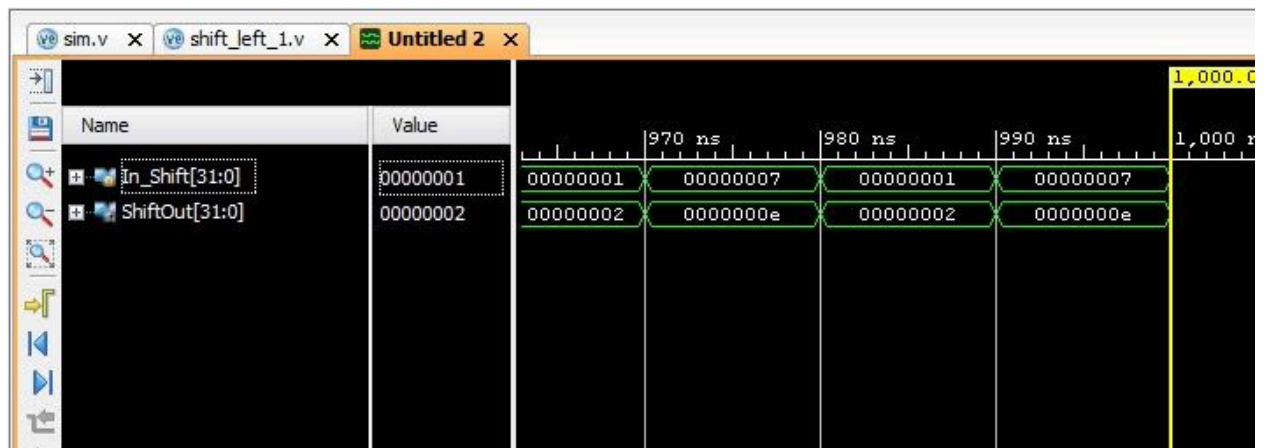 sim.v shift_left_1.v Untitled 2
1,000.0
Name Value
970 ns 980 ns 990 ns 1,000 n
In_Shift[31:0] 00000001 00000001 00000007 00000001 00000007
ShiftOut[31:0] 00000002 00000002 0000000e 00000002 0000000e